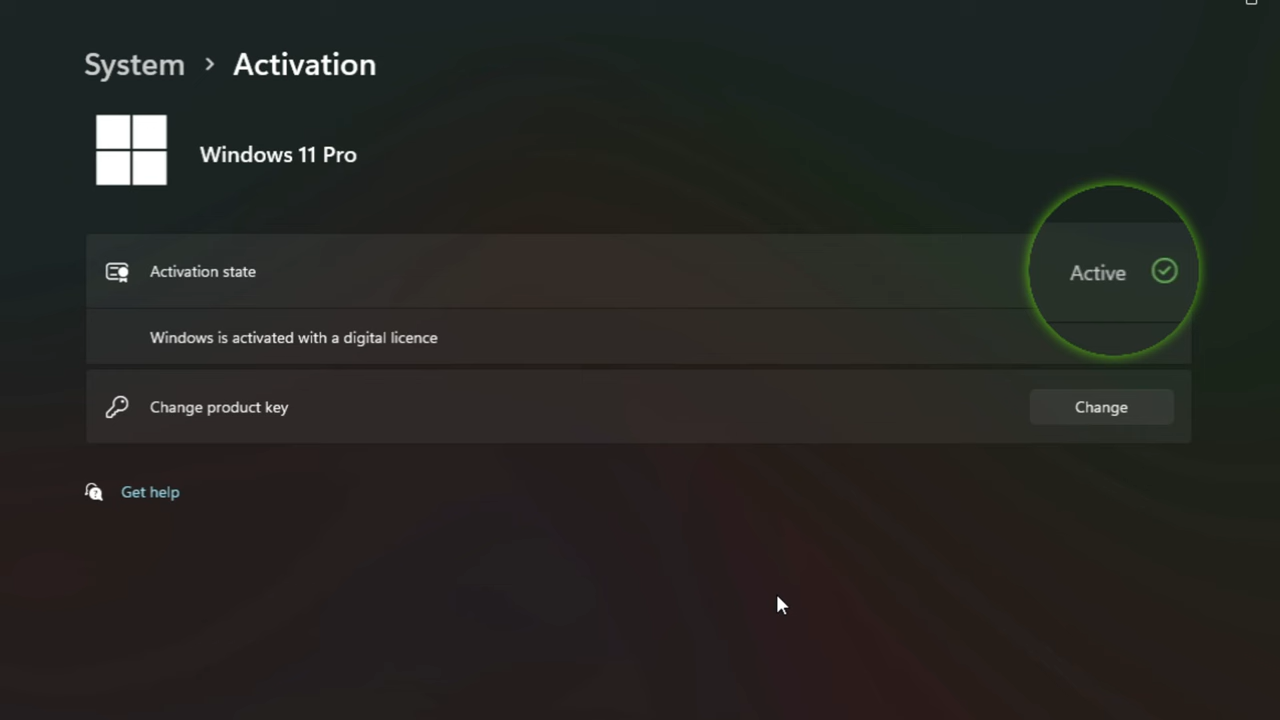 System > Activation
Windows 11 Pro
Activation state
Active
Windows is activated with a digital licence
Change product key
Change
Get help